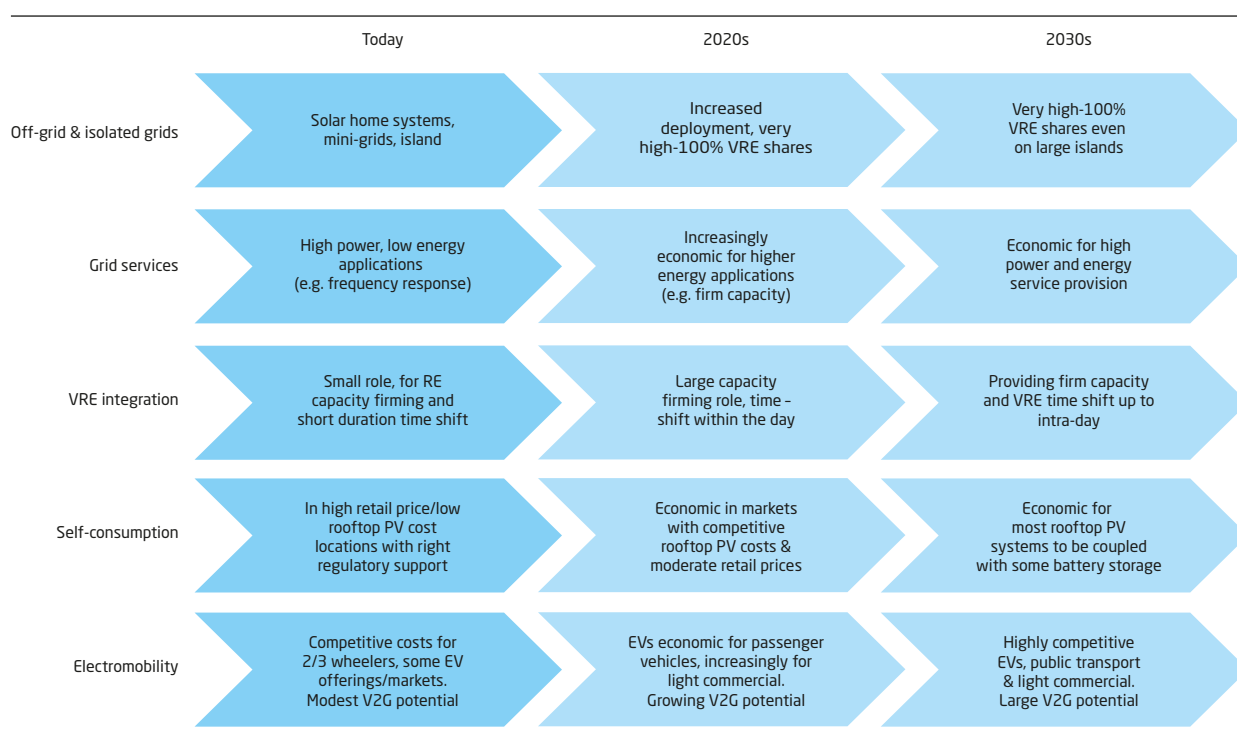 Today
2020s
2030s
Off-grid & isolated grids
Solar home systems,
mini-grids, island
Increased
deployment, very
high-100% VRE shares
Very high-100%
VRE shares even
on large islands
Grid services
High power, low energy
applications
(e.g. frequency response)
Increasingly
economic for higher
energy applications
(e.g. firm capacity)
Economic for high
power and energy
service provision
VRE integration
Small role, for RE
capacity firming and
short duration time shift
Large capacity
firming role, time –
shift within the day
Providing firm capacity
and VRE time shift up to
intra-day
Self-consumption
In high retail price/low
rooftop PV cost
locations with right
regulatory support
Economic in markets
with competitive
rooftop PV costs &
moderate retail prices
Economic for
most rooftop PV
systems to be coupled
with some battery storage
Electromobility
Competitive costs for
2/3 wheelers, some EV
offerings/markets.
Modest V2G potential
EVs economic for passenger
vehicles, increasingly for
light commercial.
Growing V2G potential
Highly competitive
EVs, public transport
& light commercial.
Large V2G potential